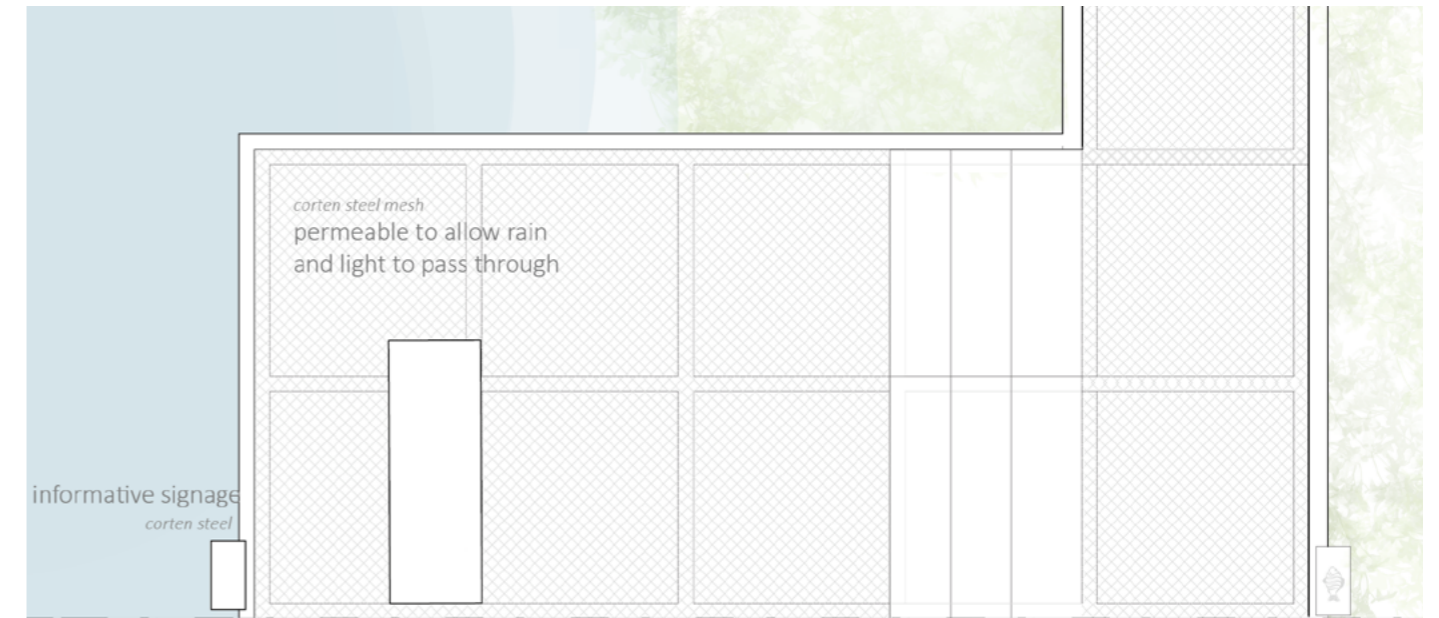 corten steel mesh
permeable to allow rain
and light to pass through
informative signage
corten steel